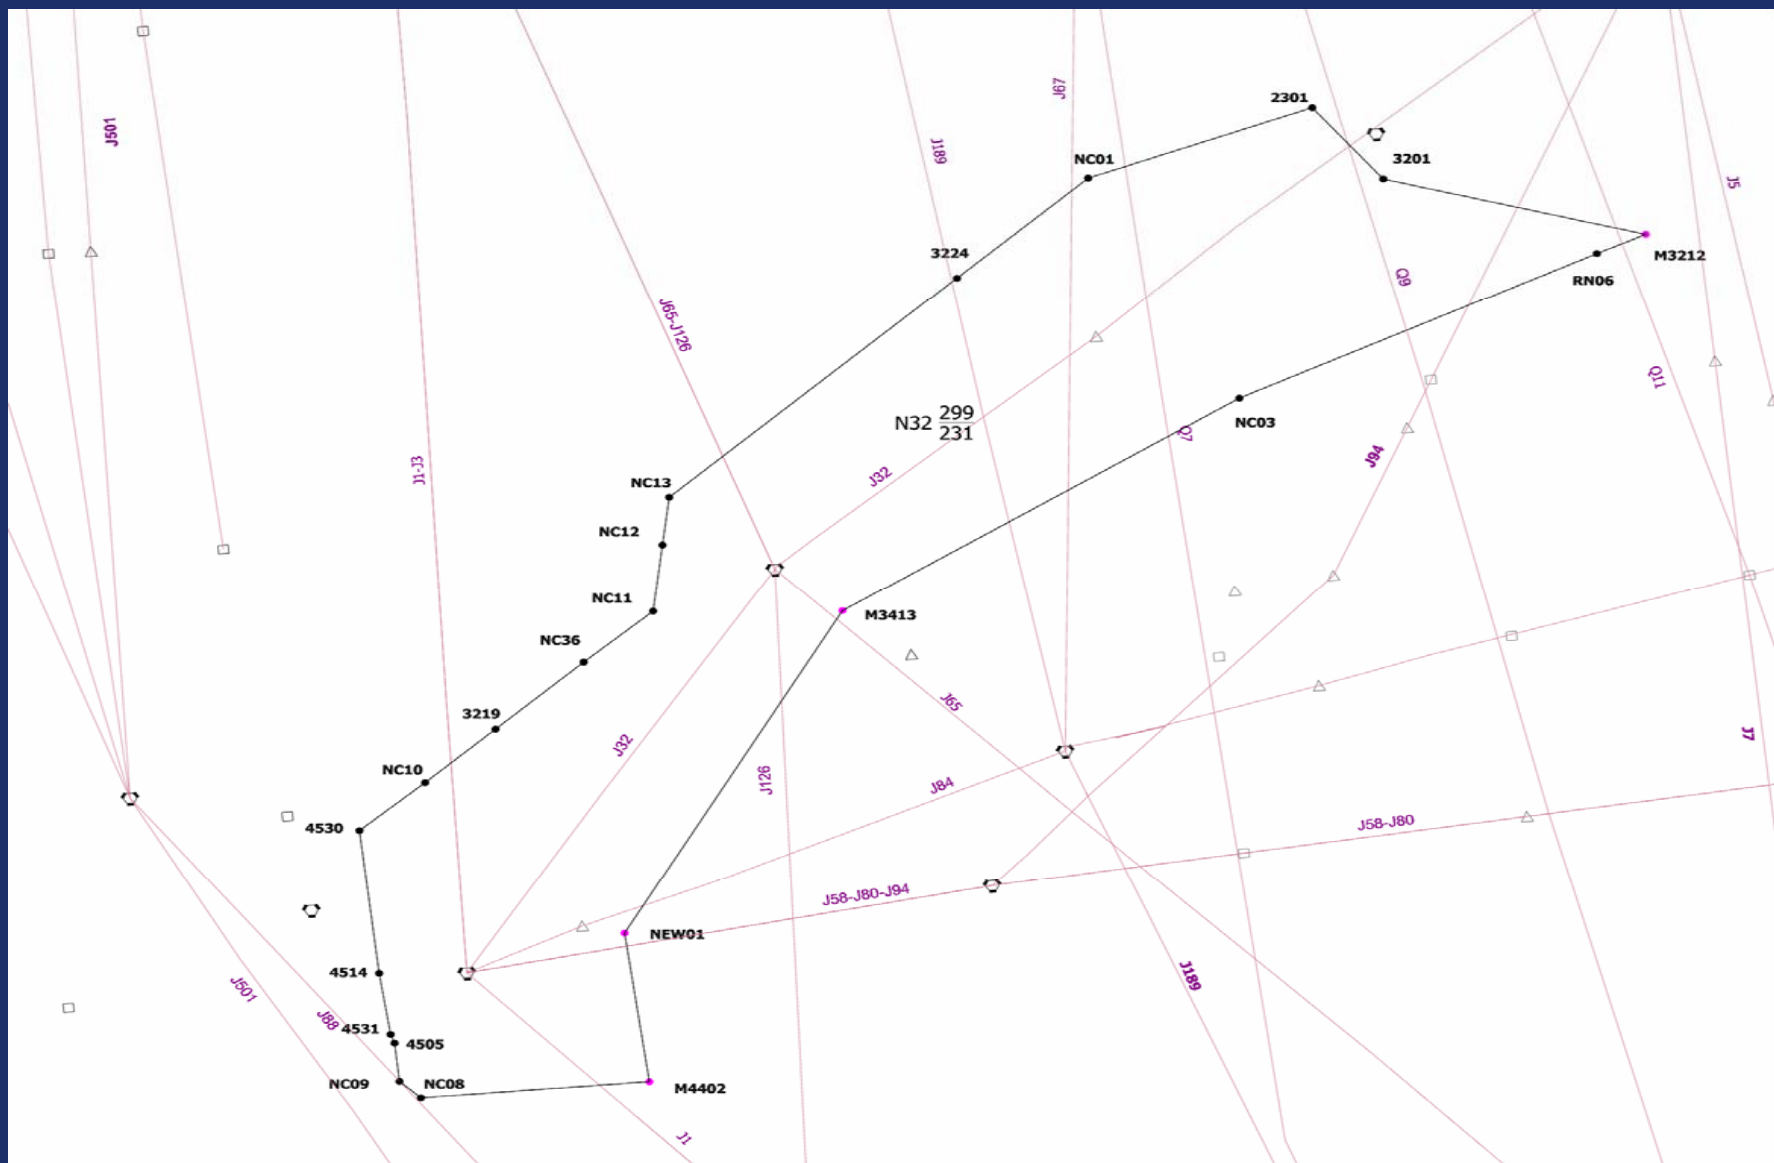 2301
J67
J501
J189
NC01
3201
J5
3224
M3212
RN06
Q9
J65-J126
Q11
N32 299
231
NC03
Q7
J94
J1-J3
J32
NC13
NC12
NC11
M3413
NC36
J65
3219
J32
J7
NC10
J126
J84
4530
J58-J80
J58-J80-J94
NEW01
4514
J189
J501
J88
4531
4505
NC09
NC08
M4402
J1